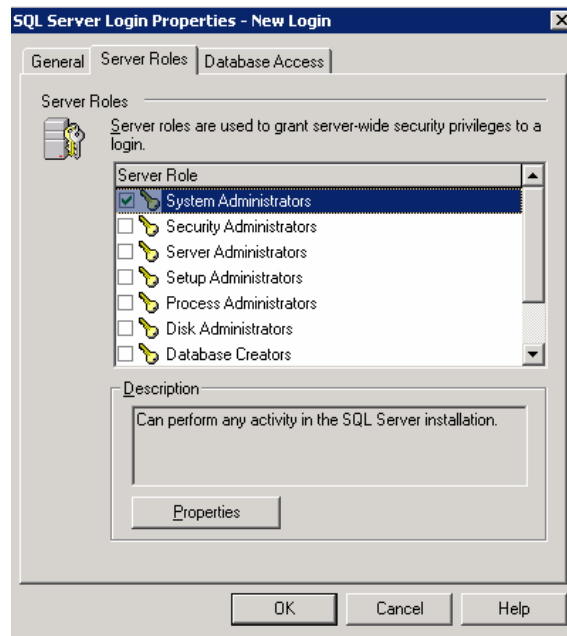 SQL Server Login Properties - New Login
General
Server Roles
Database Access
Server Roles
Server roles are used to grant server-wide security privileges to a
login.
Server Role
System Administrators
Security Administrators
Server Administrators
Setup Administrators
Process Administrators
Disk Administrators
Database Creators
Description
Can perform any activity in the SQL Server installation.
Properties
OK
Cancel
Help